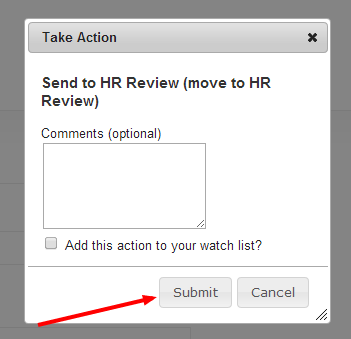 Take Action
Send to HR Review (move to HR
Review)
Comments (optional)
Add this action to your watch list?
Submit Cancel